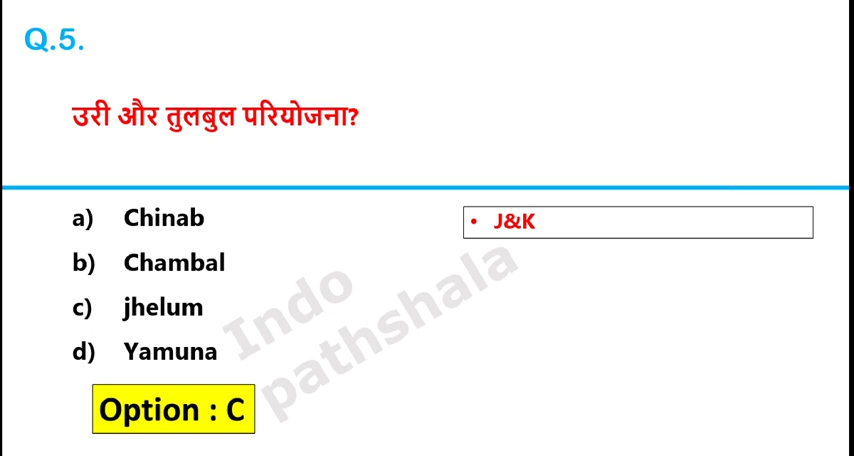 Q.5.
उरी और तुलबुल परियोजना?
a) Chinab
• J&K
b) Chambal
c) jhelum
d) Yamuna
Indo
pathshala
Option : C